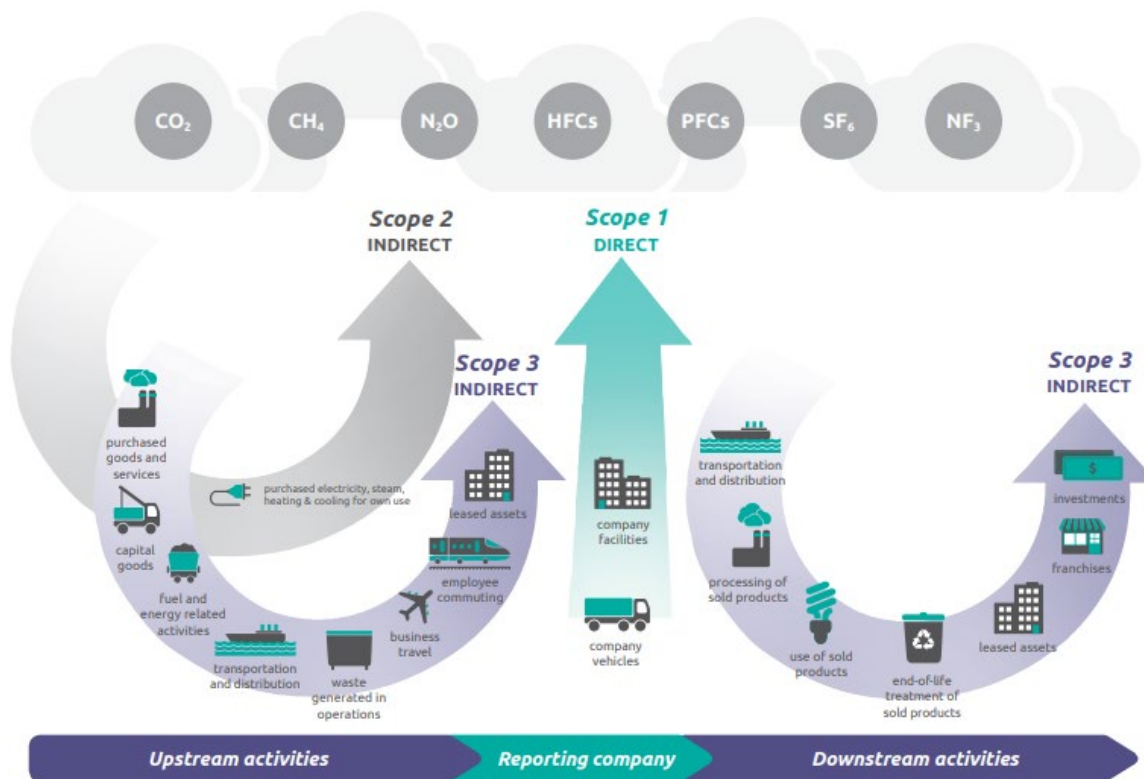 CO₂
CH₄
N₂O
HFCs
PFCs
SF₆
NF₃
Scope 2
INDIRECT
Scope 1
DIRECT
Scope 3
INDIRECT
Scope 3
INDIRECT
purchased
goods and
services
capital
goods
fuel and
energy related
activities
purchased electricity, steam,
heating & cooling for own use
transportation
and distribution
waste
generated in
operations
business
travel
employee
commuting
leased assets
company
facilities
company
vehicles
transportation
and distribution
processing of
sold products
use of sold
products
end-of-life
treatment of
sold products
leased assets
franchises
$
investments
Upstream activities
Reporting company
Downstream activities